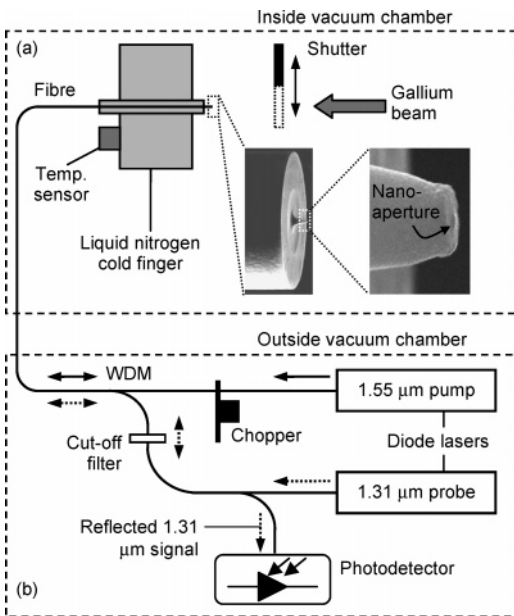 Inside vacuum chamber
(a)
Shutter
Fibre
Gallium
beam
Temp.
sensor
Nano-
aperture
Liquid nitrogen
cold finger
Outside vacuum chamber
WDM
1.55 µm pump
Chopper
Cut-off
filter
Diode lasers
1.31 µm probe
Reflected 1.31
µm signal
Photodetector
(b)